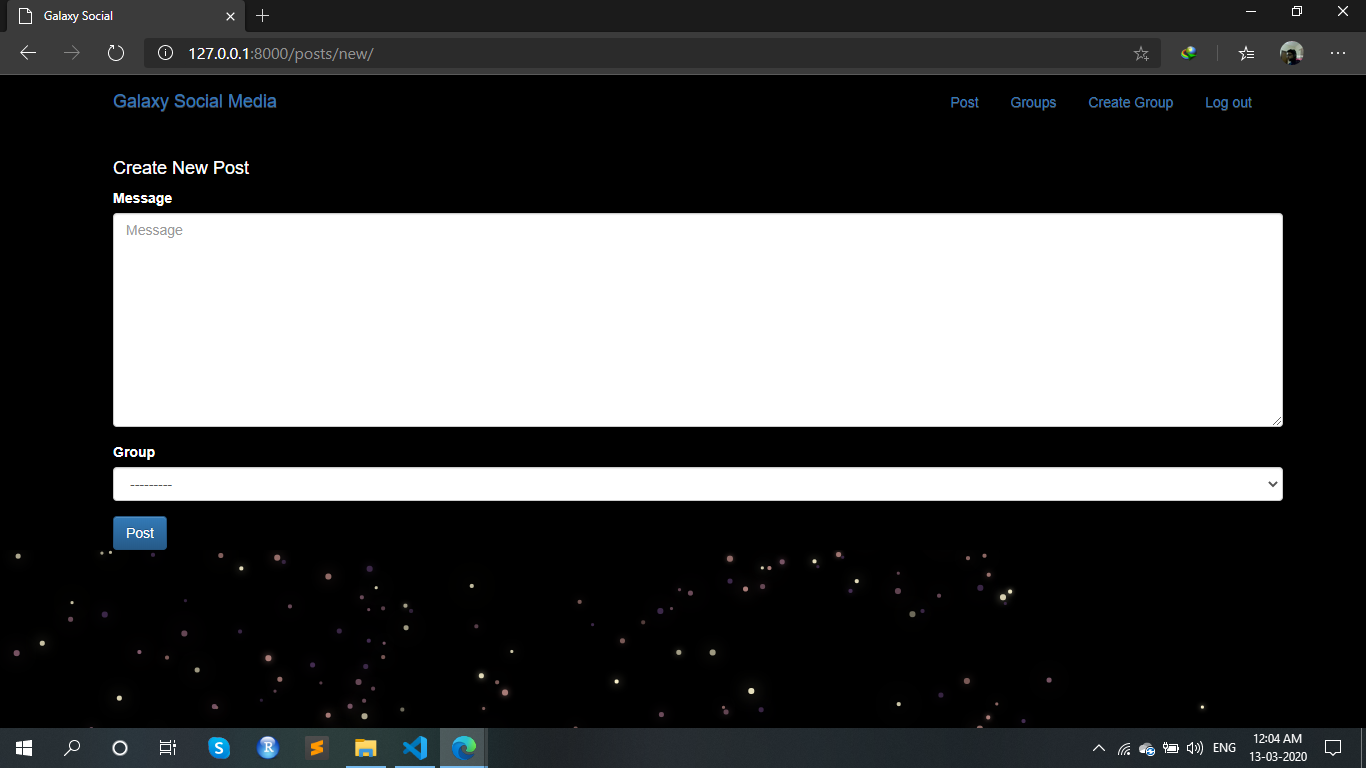 Galaxy Social
127.0.0.1:8000/posts/new/
Galaxy Social Media
Post
Groups
Create Group
Log out
Create New Post
Message
Message
Group
---------
Post
S
R
ENG
12:04 AM
13-03-2020